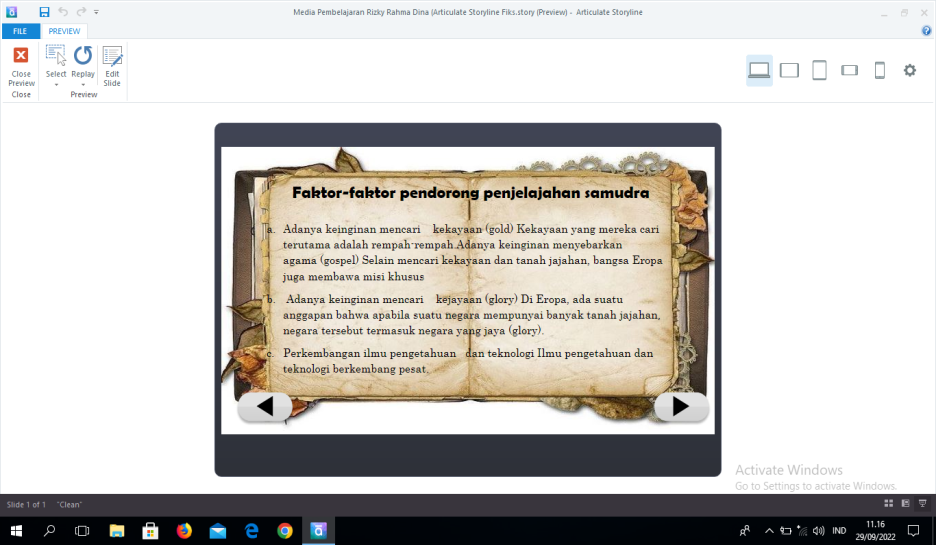 Media Pembelajaran Rizky Rahma Dina (Articulate Storyline Fiks.story (Preview) - Articulate Storyline
FILE PREVIEW
Close Preview
Select
Replay
Edit Slide
Close
Preview
Faktor-faktor pendorong penjelajahan samudra
a. Adanya keinginan mencari kekayaan (gold) Kekayaan yang mereka cari
terutama adalah rempah-rempah.Adanya keinginan menyebarkan
agama (gospel) Selain mencari kekayaan dan tanah jajahan, bangsa Eropa
juga membawa misi khusus
b. Adanya keinginan mencari kejayaan (glory) Di Eropa, ada suatu
anggapan bahwa apabila suatu negara mempunyai banyak tanah jajahan,
negara tersebut termasuk negara yang jaya (glory).
c. Perkembangan ilmu pengetahuan dan teknologi Ilmu pengetahuan dan
teknologi berkembang pesat.
Activate Windows
Go to Settings to activate Windows.
Slide 1 of 1 "Clean"
IND
11.16
29/09/2022